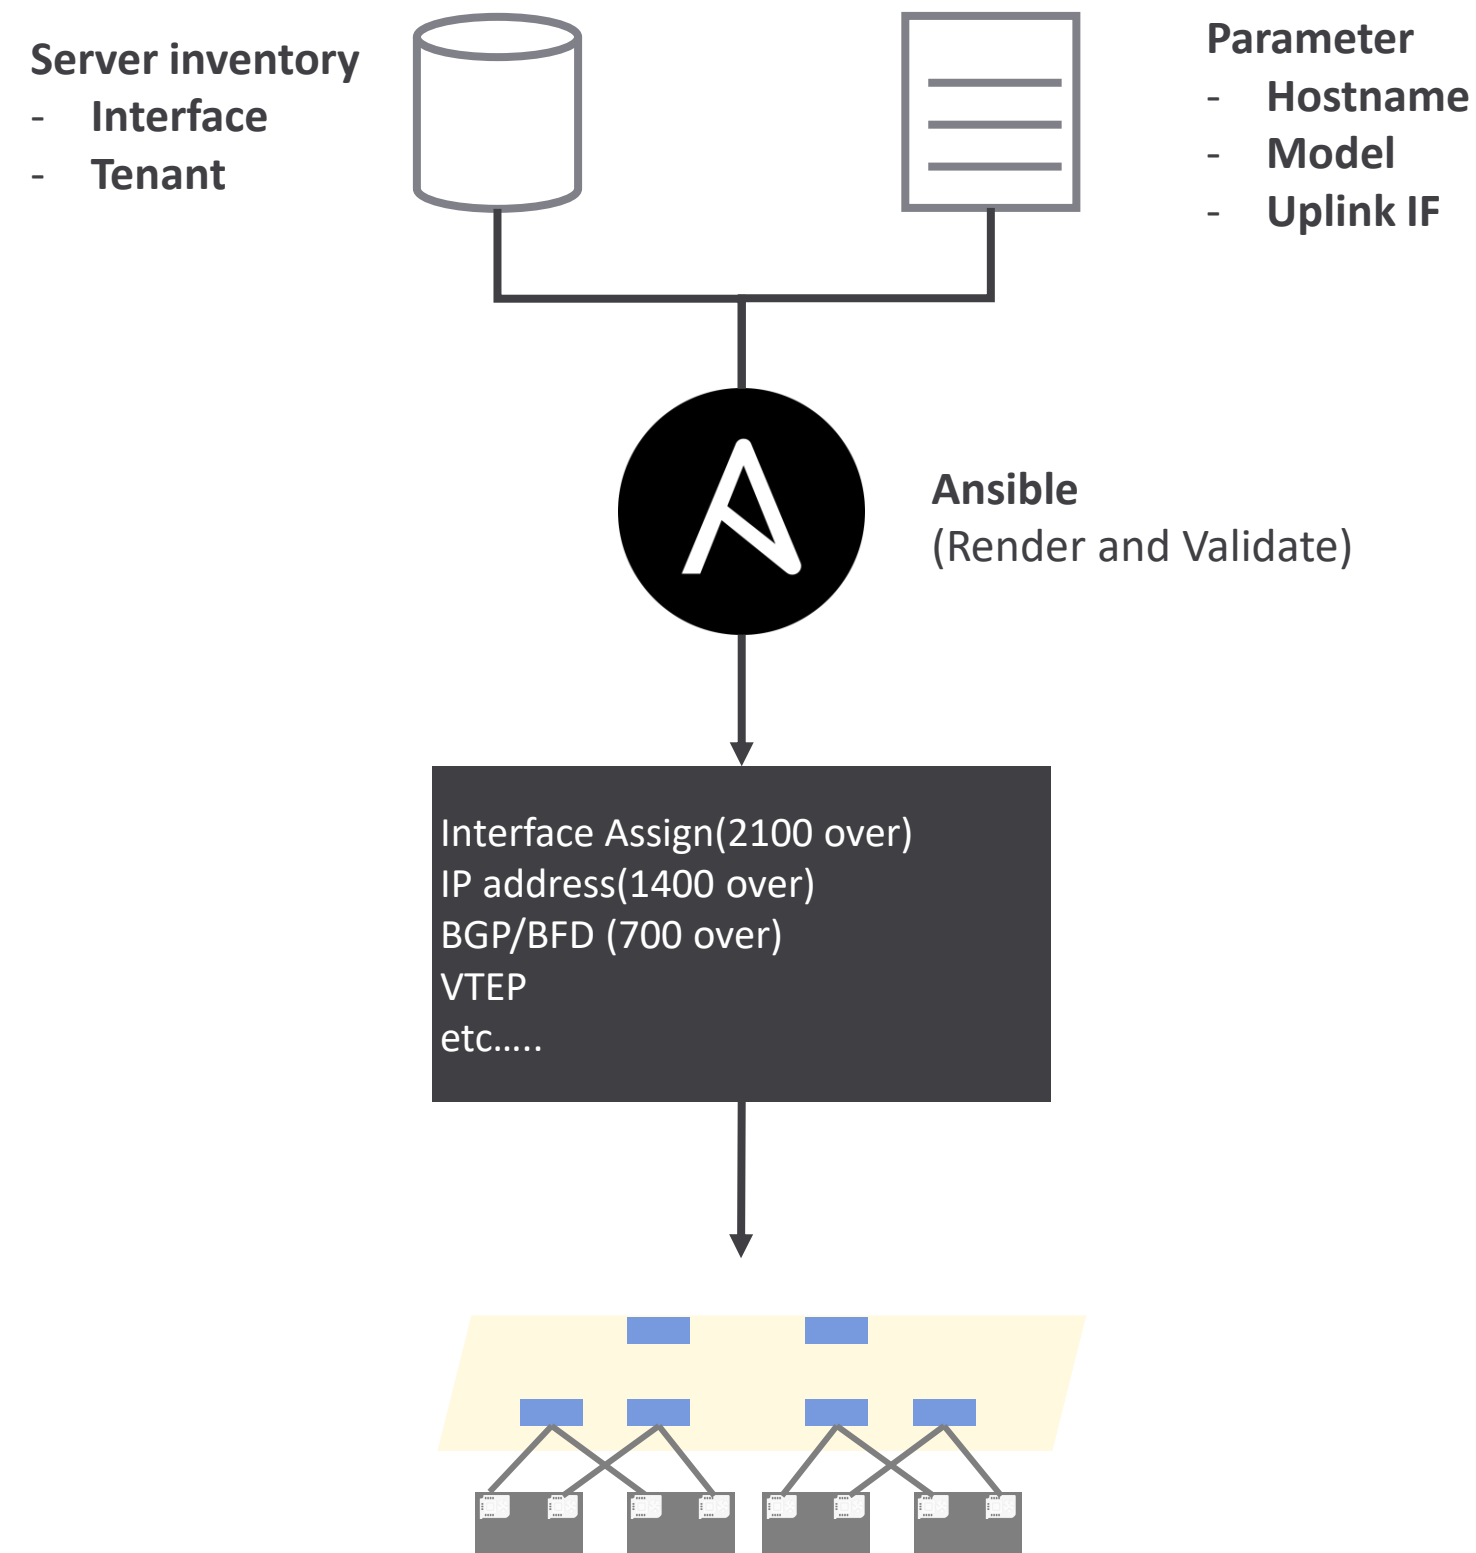 Server inventory
- Interface
- Tenant
Parameter
- Hostname
- Model
- Uplink IF
Ansible
(Render and Validate)
Interface Assign(2100 over)
IP address(1400 over)
BGP/BFD (700 over)
VTEP
etc…..